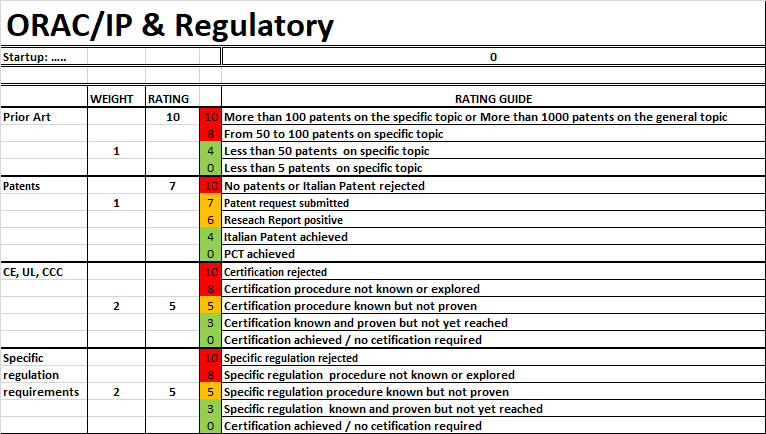 ORAC/IP & Regulatory
Startup: ..... 0
WEIGHT RATING RATING GUIDE
Prior Art 10 10 More than 100 patents on the specific topic or More than 1000 patents on the general topic
8 From 50 to 100 patents on specific topic
1 4 Less than 50 patents on specific topic
0 Less than 5 patents on specific topic
Patents 7 10 No patents or Italian Patent rejected
1 7 Patent request submitted
6 Reseach Report positive
4 Italian Patent achieved
0 PCT achieved
CE, UL, CCC 10 Certification rejected
8 Certification procedure not known or explored
2 5 5 Certification procedure known but not proven
3 Certification known and proven but not yet reached
0 Certification achieved / no cetification required
Specific 10 Specific regulation rejected
regulation 8 Specific regulation procedure not known or explored
requirements 2 5 5 Specific regulation procedure known but not proven
3 Specific regulation known and proven but not yet reached
0 Certification achieved / no cetification required